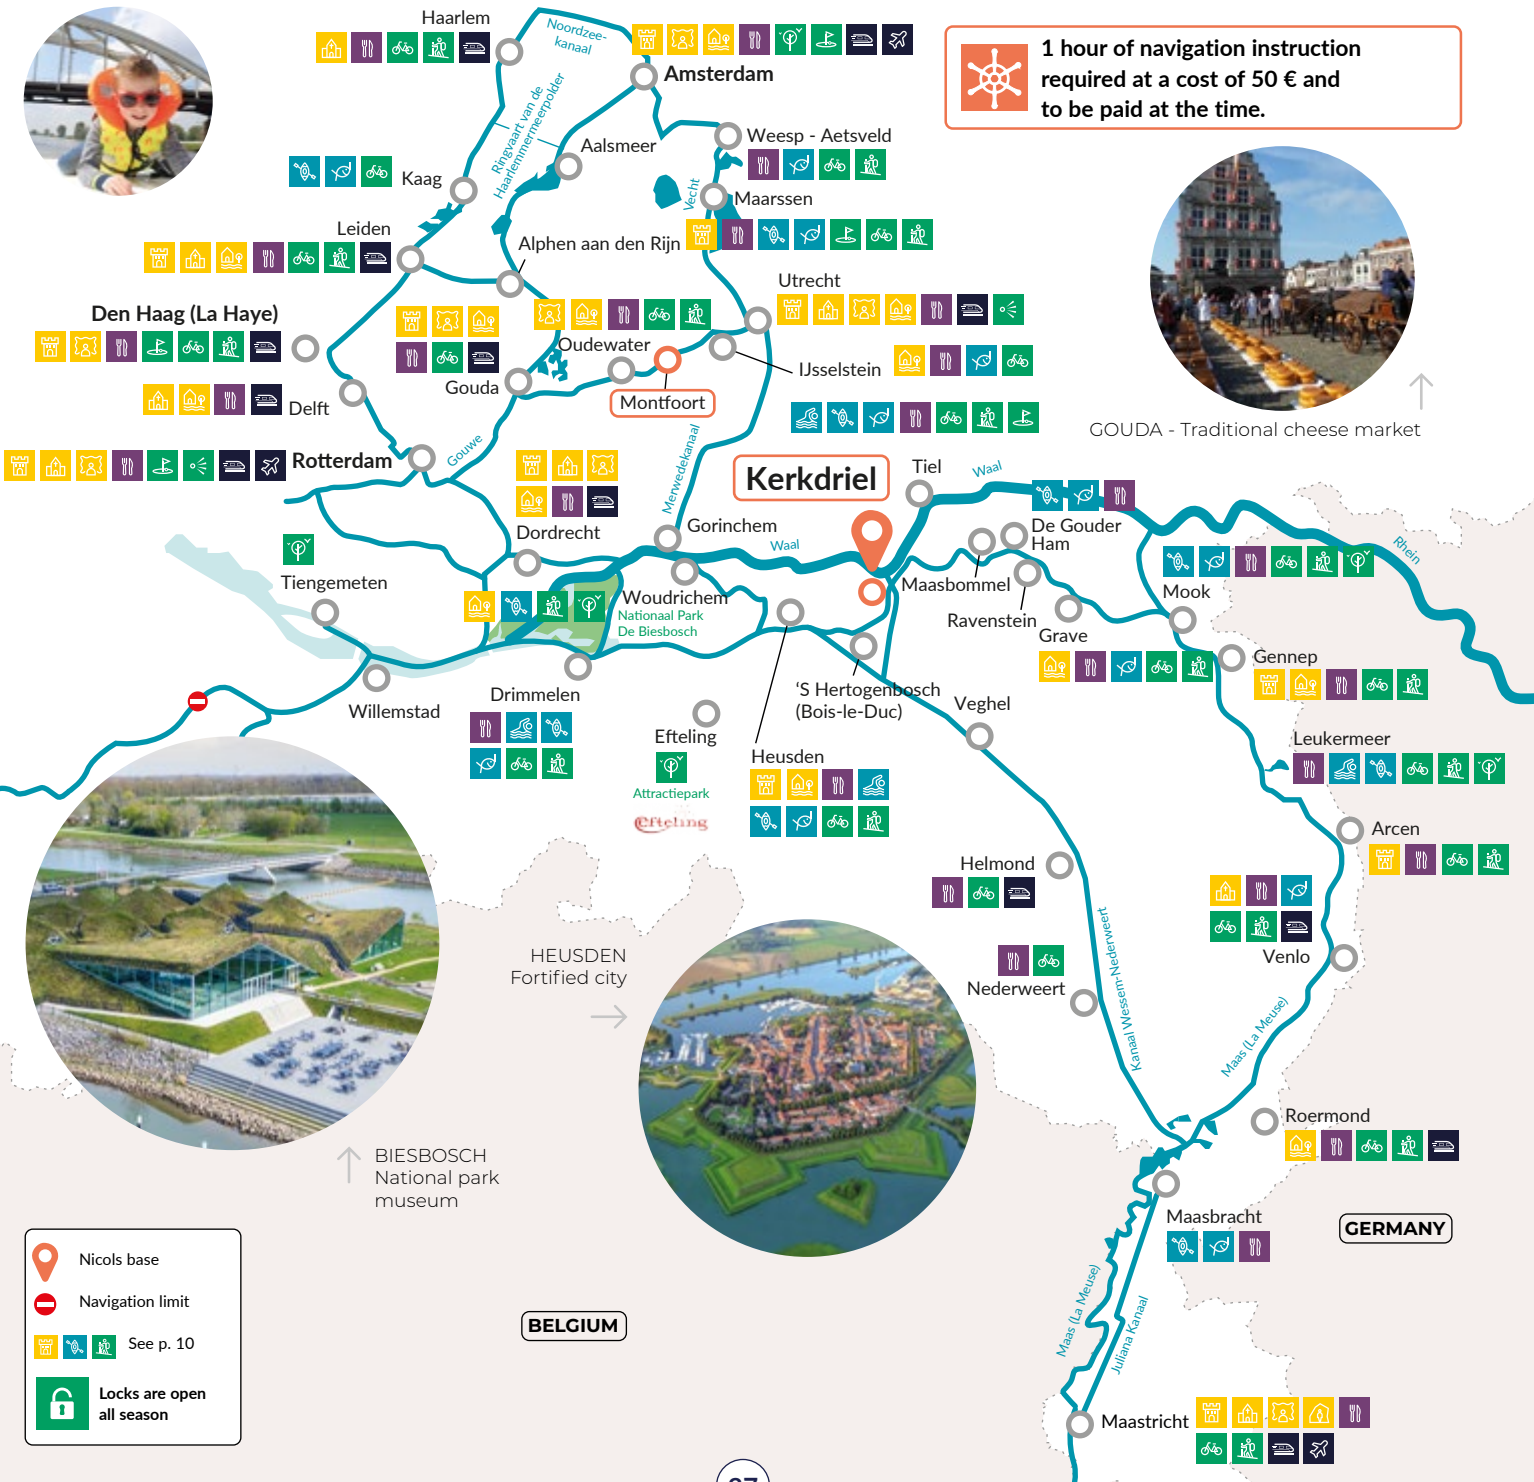 Haarlem
Noordzee-
kanaal
Amsterdam
1 hour of navigation instruction
required at a cost of 50 € and
to be paid at the time.
Ringvaart van de
Haarlemmermeerpolder
Aalsmeer
Weesp - Aetsveld
Kaag
Vecht
Maarssen
Leiden
Alphen aan den Rijn
Utrecht
Den Haag (La Haye)
Oudewater
IJsselstein
Gouda
Montfoort
Delft
GOUDA - Traditional cheese market
Rotterdam
Gouwe
Merwedekanaal
Kerkdriel
Tiel
Waal
Gorinchem
De Gouder
Ham
Dordrecht
Waal
Rhein
Tiengemeten
Maasbommel
Mook
Woudrichem
Nationaal Park
De Biesbosch
Ravenstein
Grave
Gennep
Drimmelen
'S Hertogenbosch
(Bois-le-Duc)
Willemstad
Veghel
Efteling
Leukermeer
Heusden
Attractiepark
Efteling
Arcen
Helmond
HEUSDEN
Fortified city
Kanaal Wessem-Nederweert
Venlo
Nederweert
Maas (La Meuse)
Roermond
BIESBOSCH
National park
museum
Maasbracht
GERMANY
Nicols base
Navigation limit
See p. 10
Locks are open
all season
BELGIUM
Maas (La Meuse)
Juliana Kanaal
Maastricht